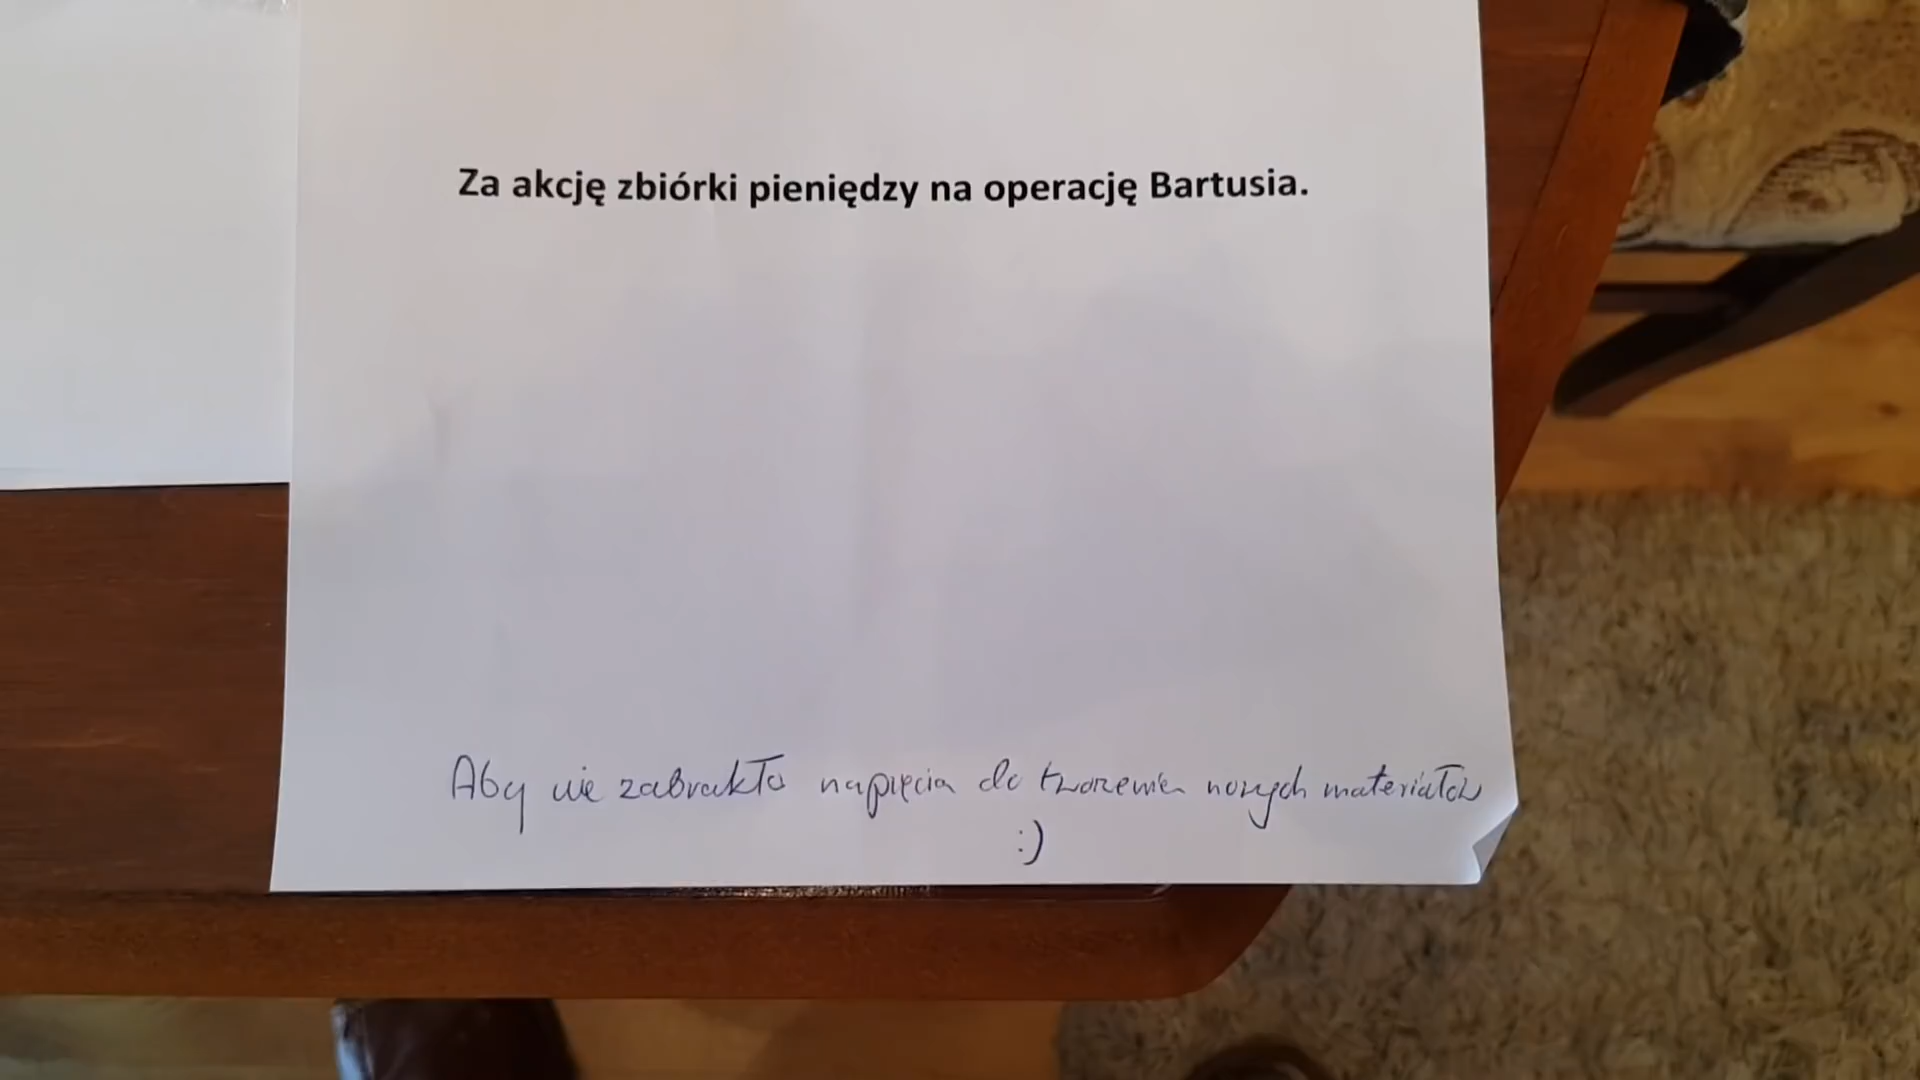 Za akcję zbiórki pieniędzy na operację Bartusia.
Aby nie zabrakło napięcia do tworzenia nowych materiałów
:)